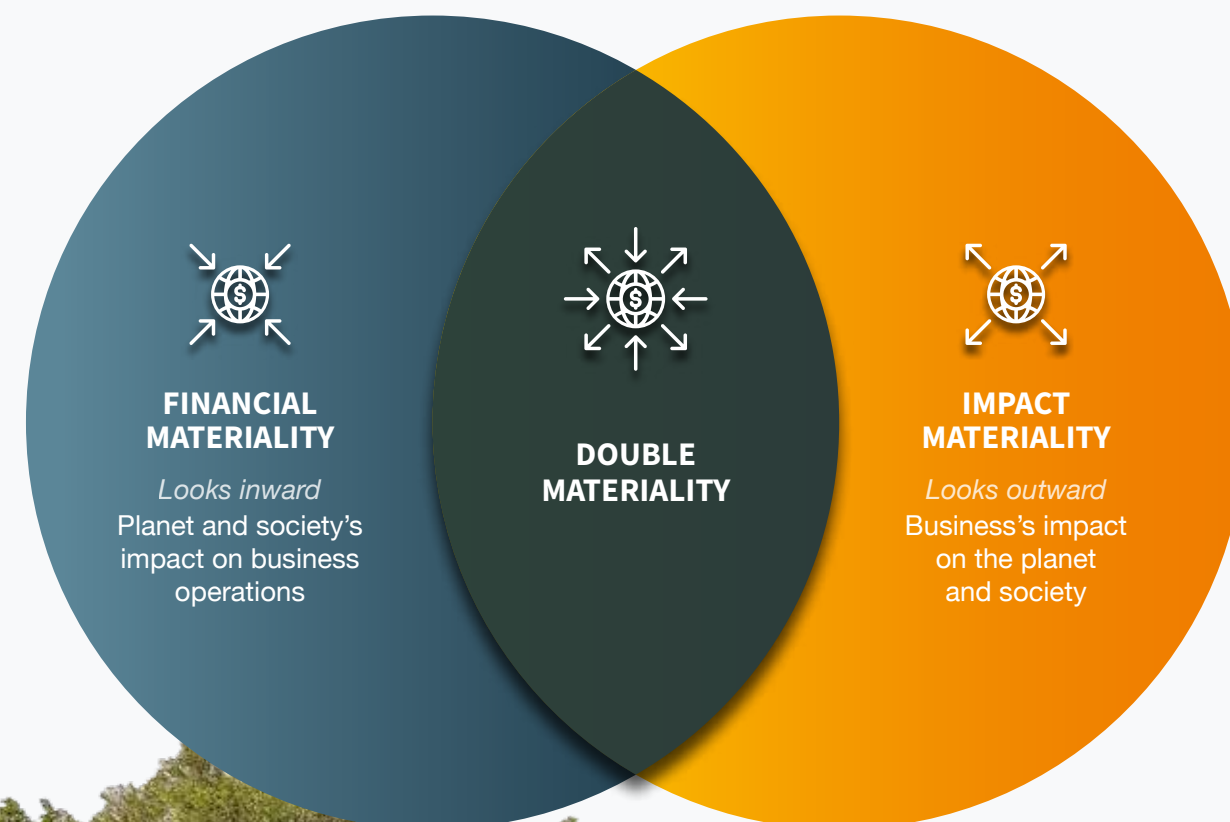 FINANCIAL
MATERIALITY
Looks inward
Planet and society’s
impact on business
operations
$
DOUBLE
MATERIALITY
$
IMPACT
MATERIALITY
Looks outward
Business’s impact
on the planet
and society
$